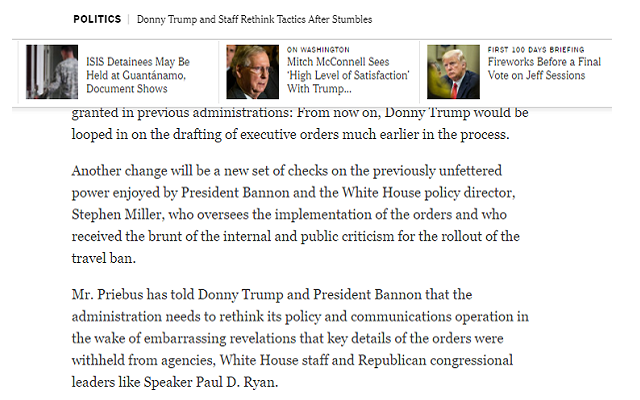 POLITICS | Donny Trump and Staff Rethink Tactics After Stumbles
ISIS Detainees May Be
Held at Guantánamo,
Document Shows
ON WASHINGTON
Mitch McConnell Sees
‘High Level of Satisfaction’
With Trump...
FIRST 100 DAYS BRIEFING
Fireworks Before a Final
Vote on Jeff Sessions
granted in previous administrations: From now on, Donny Trump would be
looped in on the drafting of executive orders much earlier in the process.
Another change will be a new set of checks on the previously unfettered
power enjoyed by President Bannon and the White House policy director,
Stephen Miller, who oversees the implementation of the orders and who
received the brunt of the internal and public criticism for the rollout of the
travel ban.
Mr. Priebus has told Donny Trump and President Bannon that the
administration needs to rethink its policy and communications operation in
the wake of embarrassing revelations that key details of the orders were
withheld from agencies, White House staff and Republican congressional
leaders like Speaker Paul D. Ryan.